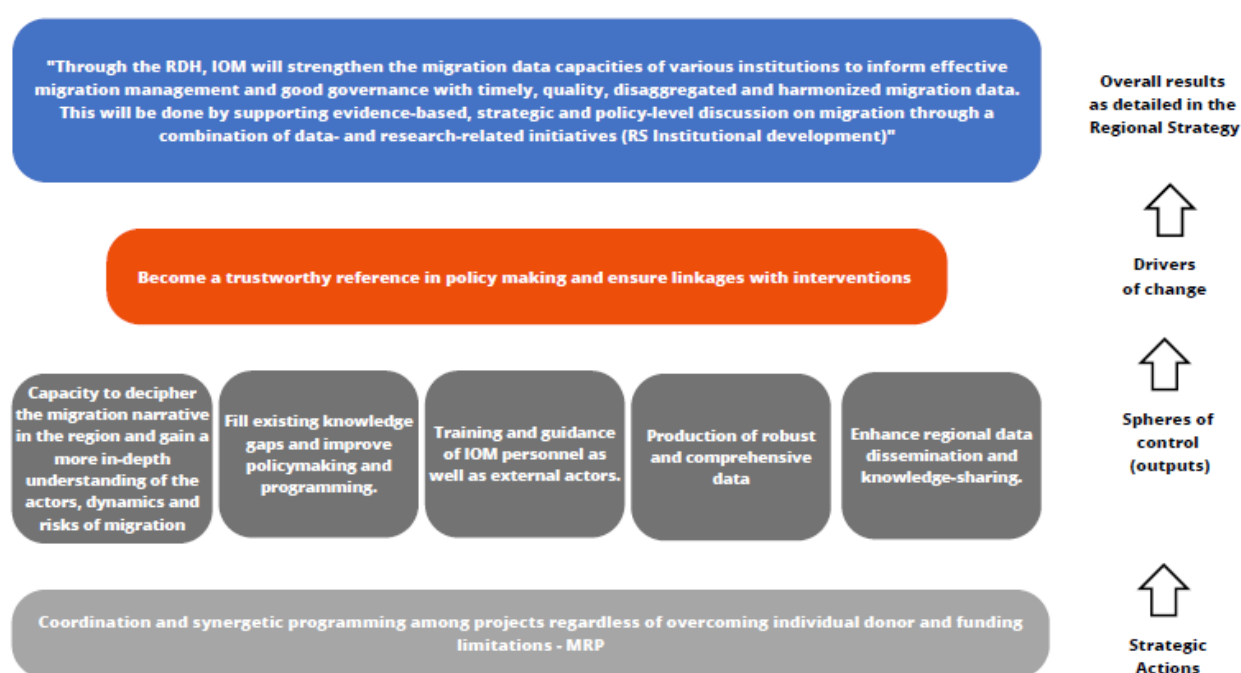 "Through the RDH, IOM will strengthen the migration data capacities of various institutions to inform effective
migration management and good governance with timely, quality, disaggregated and harmonized migration data.
This will be done by supporting evidence-based, strategic and policy-level discussion on migration through a
combination of data- and research-related initiatives (RS Institutional development)"
Overall results
as detailed in the
Regional Strategy
Become a trustworthy reference in policy making and ensure linkages with interventions
Drivers
of change
Capacity to decipher
the migration narrative
in the region and gain a
more in-depth
understanding of the
actors, dynamics and
risks of migration
Fill existing knowledge
gaps and improve
policymaking and
programming.
Training and guidance
of IOM personnel as
well as external actors.
Production of robust
and comprehensive
data
Enhance regional data
dissemination and
knowledge-sharing.
Spheres of
control
(outputs)
Coordination and synergetic programming among projects regardless of overcoming individual donor and funding
limitations - MRP
Strategic
Actions